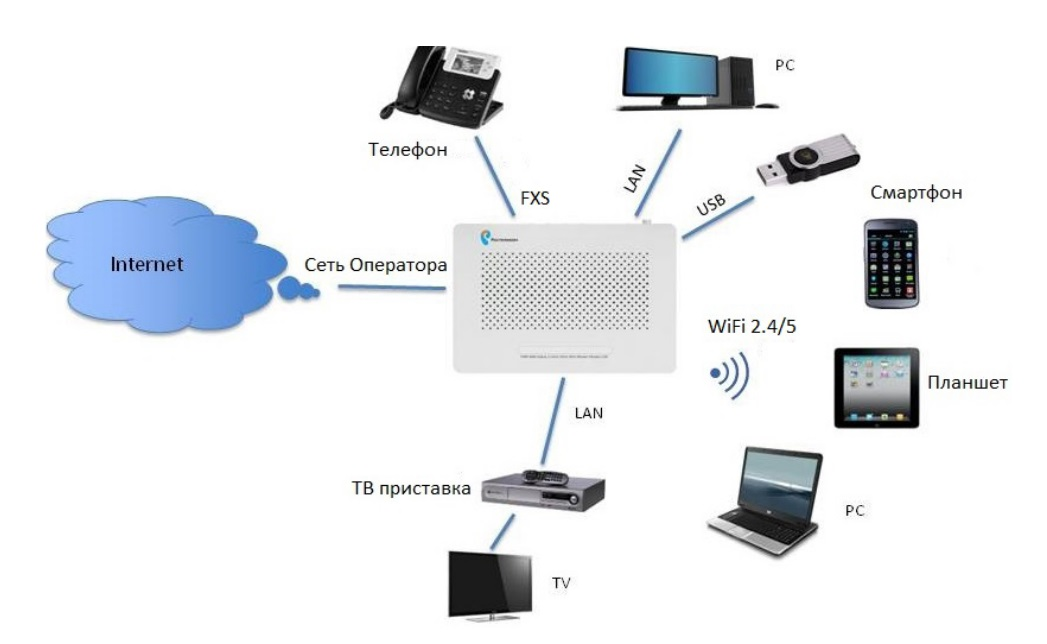 PC
Телефон
LAN
FXS
USB
Смартфон
Ростелеком
Internet
Сеть Оператора
WiFi 2.4/5
Планшет
LAN
ТВ приставка
PC
TV